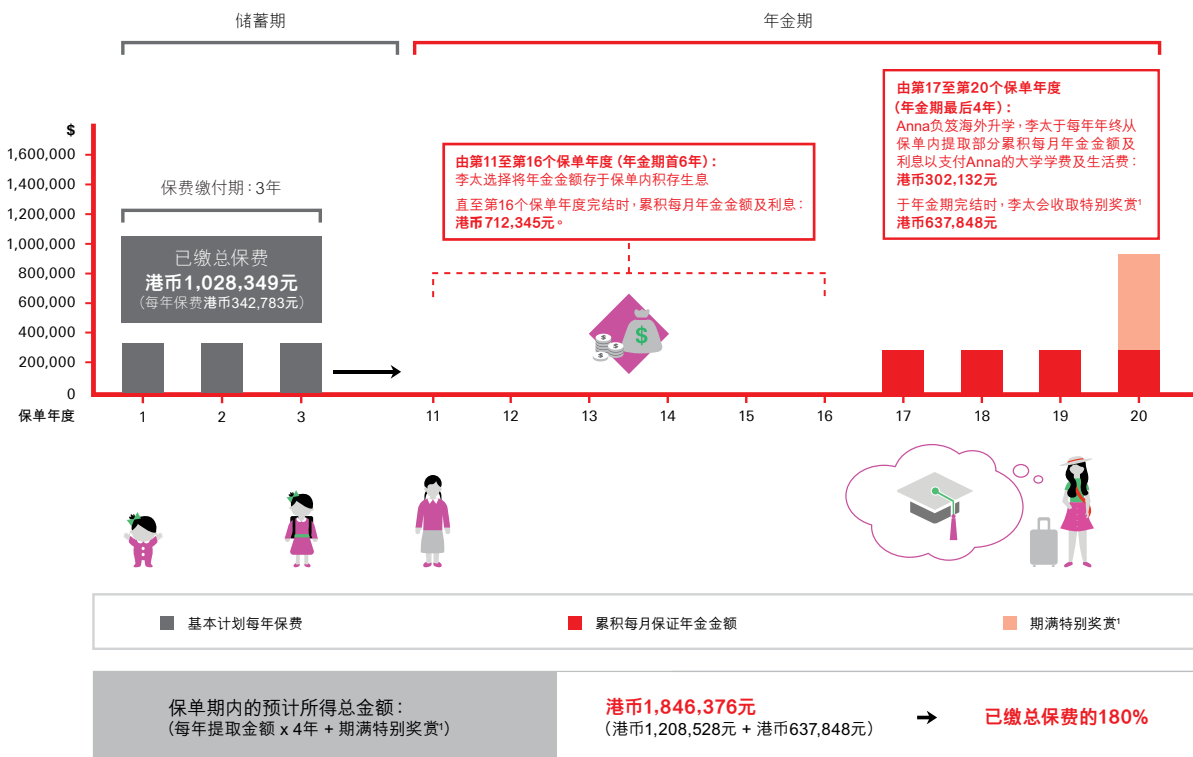 储蓄期
年金期
$
1,600,000
1,400,000
1,200,000
1,000,000
800,000
600,000
400,000
200,000
0
保费缴付期：3年
已缴总保费
港币1,028,349元
（每年保费港币342,783元）
由第11至第16个保单年度（年金期首6年）：
李太选择将年金金额存于保单内积存生息
直至第16个保单年度完结时，累积每月年金金额及利息：
港币712,345元。
由第17至第20个保单年度
（年金期最后4年）：
Anna负笈海外升学，李太于每年年终从
保单内提取部分累积每月年金金额及
利息以支付Anna的大学学费及生活费：
港币302,132元
于年金期完结时，李太会收取特别奖赏¹
港币637,848元
$
保单年度 1 2 3 11 12 13 14 15 16 17 18 19 20
基本计划每年保费
累积每月保证年金金额
期满特别奖赏¹
保单期内的预计所得总金额：
（每年提取金额 x 4年 + 期满特别奖赏¹）
港币1,846,376元
（港币1,208,528元 + 港币637,848元）
已缴总保费的180%